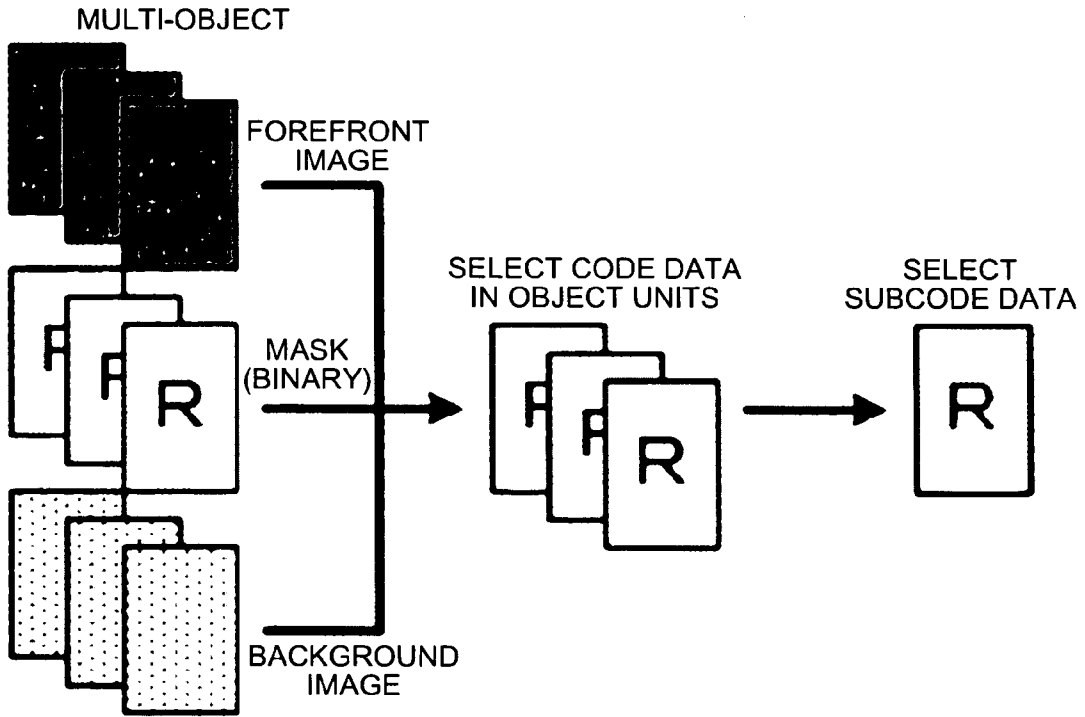 MULTI-OBJECT
FOREFRONT
IMAGE
SELECT CODE DATA
IN OBJECT UNITS
SELECT
SUBCODE DATA
MASK
(BINARY)
R
R
R
BACKGROUND
IMAGE